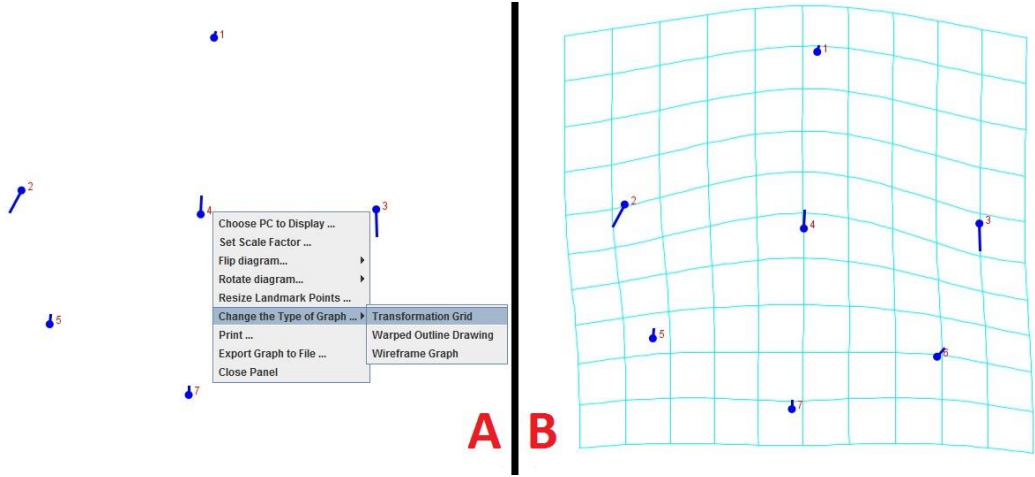 1
2
3
4
Choose PC to Display ...
Set Scale Factor ...
Flip diagram...
Rotate diagram...
Resize Landmark Points ...
Change the Type of Graph ...
Transformation Grid
Print ...
Warped Outline Drawing
Export Graph to File ...
Wireframe Graph
Close Panel
5
7
A
1
2
3
4
5
6
7
B